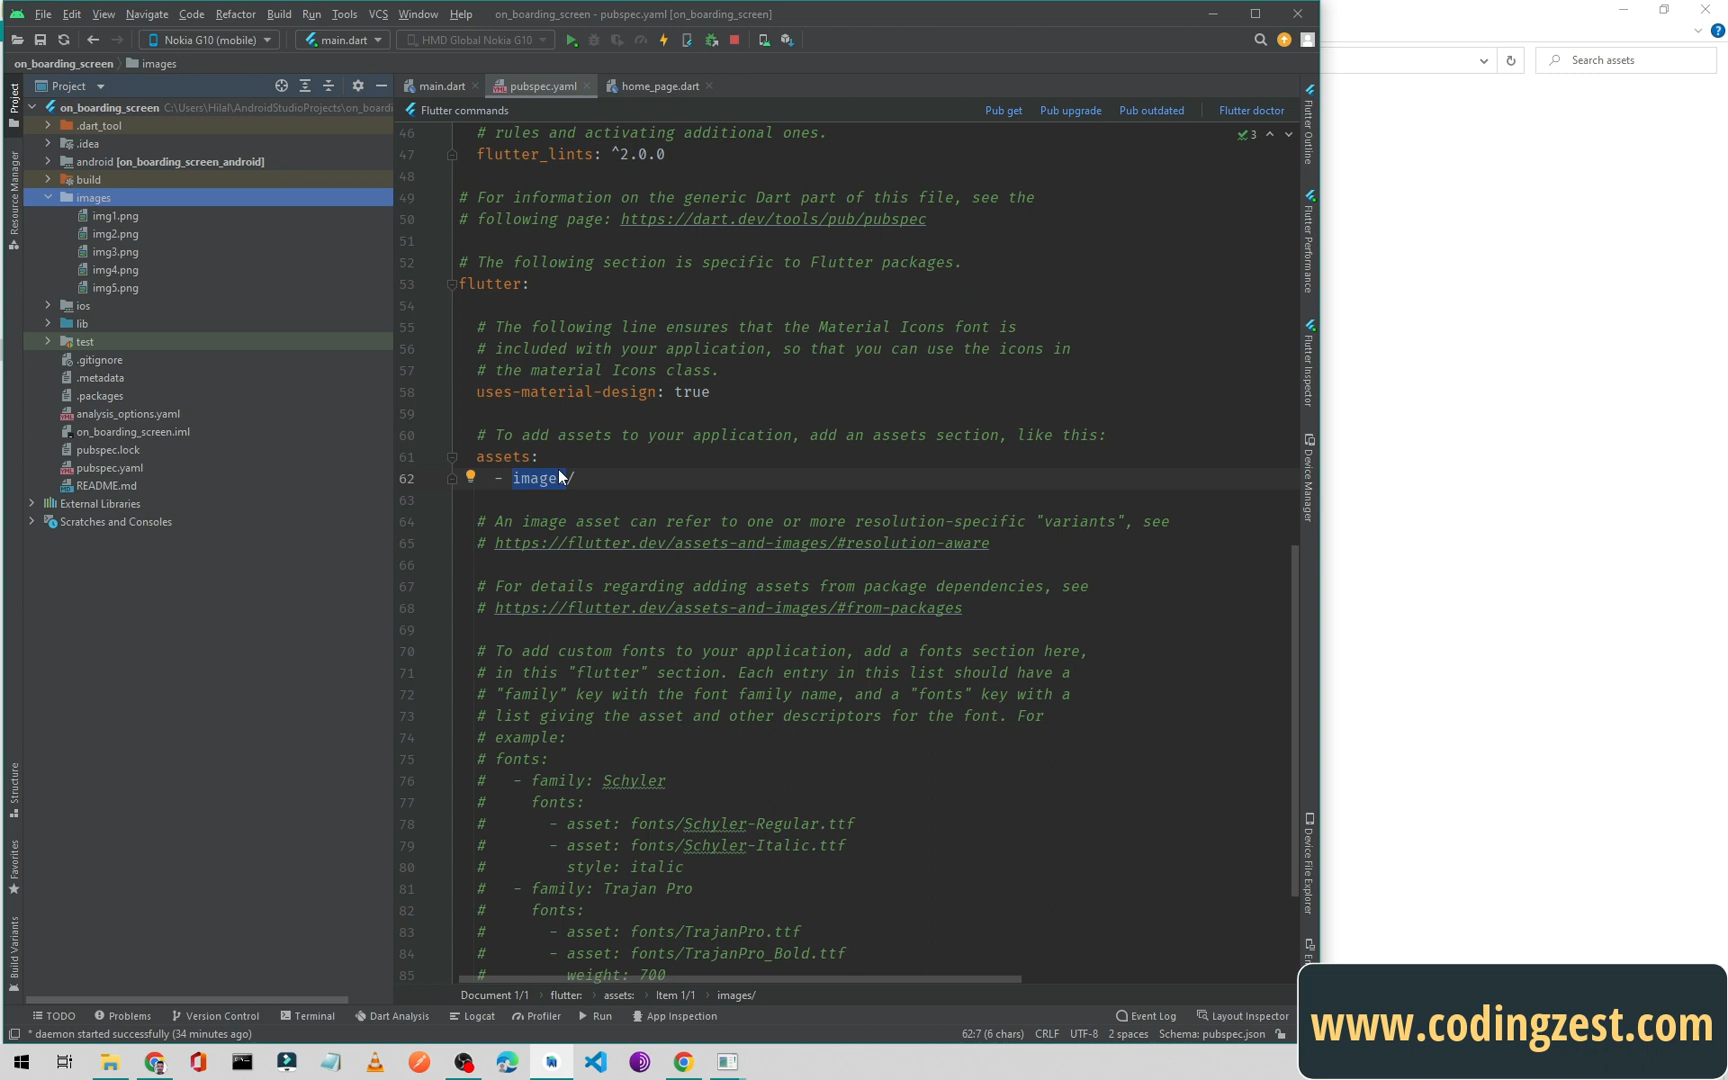 File Edit View Navigate Code Refactor Build Run Tools VCS Window Help on_boarding_screen - pubspec.yaml [on_boarding_screen]
Nokia G10 (mobile) main.dart HMD Global Nokia G10
on_boarding_screen images
Search assets
Project
main.dart pubspec.yaml home_page.dart
on_boarding_screen C:\Users\Hilal\AndroidStudioProjects\on_boardi
Flutter commands Pub get Pub upgrade Pub outdated Flutter doctor
.dart_tool
.idea
android [on_boarding_screen_android]
build
images
img1.png
img2.png
img3.png
img4.png
img5.png
ios
lib
test
.gitignore
.metadata
.packages
analysis_options.yaml
on_boarding_screen.iml
pubspec.lock
pubspec.yaml
README.md
External Libraries
Scratches and Consoles
Project
Resource Manager
Structure
Favorites
Build Variants
3
46 # rules and activating additional ones.
47 flutter_lints: ^2.0.0
48
49 # For information on the generic Dart part of this file, see the
50 # following page: https://dart.dev/tools/pub/pubspec
51
52 # The following section is specific to Flutter packages.
53 flutter:
54
55 # The following line ensures that the Material Icons font is
56 # included with your application, so that you can use the icons in
57 # the material Icons class.
58 uses-material-design: true
59
60 # To add assets to your application, add an assets section, like this:
61 assets:
62 - images/
63
64 # An image asset can refer to one or more resolution-specific "variants", see
65 # https://flutter.dev/assets-and-images/#resolution-aware
66
67 # For details regarding adding assets from package dependencies, see
68 # https://flutter.dev/assets-and-images/#from-packages
69
70 # To add custom fonts to your application, add a fonts section here,
71 # in this "flutter" section. Each entry in this list should have a
72 # "family" key with the font family name, and a "fonts" key with a
73 # list giving the asset and other descriptors for the font. For
74 # example:
75 # fonts:
76 # - family: Schyler
77 # fonts:
78 # - asset: fonts/Schyler-Regular.ttf
79 # - asset: fonts/Schyler-Italic.ttf
80 # style: italic
81 # - family: Trajan Pro
82 # fonts:
83 # - asset: fonts/TrajanPro.ttf
84 # - asset: fonts/TrajanPro_Bold.ttf
85 # weight: 700
Flutter Outline
Flutter Performance
Flutter Inspector
Device Manager
Device File Explorer
Document 1/1 flutter: assets: Item 1/1 images/
TODO Problems Version Control Terminal Dart Analysis Logcat Profiler Run App Inspection Event Log Layout Inspector
* daemon started successfully (34 minutes ago) 62:7 (6 chars) CRLF UTF-8 2 spaces Schema: pubspec.json
www.codingzest.com